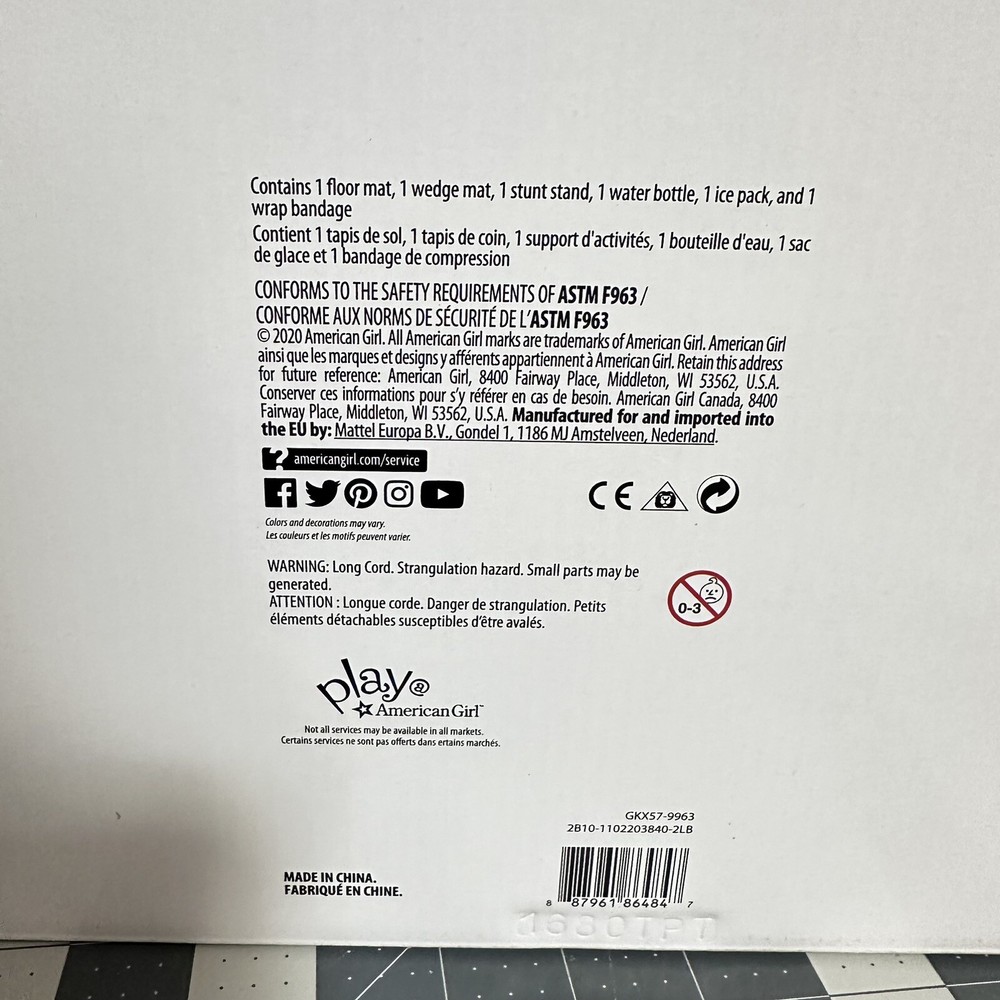 Contains 1 floor mat, 1 wedge mat, 1 stunt stand, 1 water bottle, 1 ice pack, and 1
wrap bandage
Contient 1 tapis de sol, 1 tapis de coin, 1 support d'activités, 1 bouteille d'eau, 1 sac
de glace et 1 bandage de compression
CONFORMS TO THE SAFETY REQUIREMENTS OF ASTM F963 /
CONFORME AUX NORMS DE SÉCURITÉ DE L'ASTM F963
© 2020 American Girl. All American Girl marks are trademarks of American Girl. American Girl
ainsi que les marques et designs y afférents appartiennent à American Girl. Retain this address
for future reference: American Girl, 8400 Fairway Place, Middleton, WI 53562, U.S.A.
Conserver ces informations pour s'y référer en cas de besoin. American Girl Canada, 8400
Fairway Place, Middleton, WI 53562, U.S.A. Manufactured for and imported into
the EU by: Mattel Europa B.V., Gondel 1, 1186 MJ Amstelveen, Nederland.
? americangirl.com/service
CE
Colors and decorations may vary.
Les couleurs et les motifs peuvent varier.
WARNING: Long Cord. Strangulation hazard. Small parts may be
generated.
ATTENTION : Longue corde. Danger de strangulation. Petits
éléments détachables susceptibles d'être avalés.
0-3
play@
American Girl™
Not all services may be available in all markets.
Certains services ne sont pas offerts dans ertains marchés.
GKX57-9963
2B10-1102203840-2LB
MADE IN CHINA.
FABRIQUÉ EN CHINE.
8 87961 86484 7
1330TPT